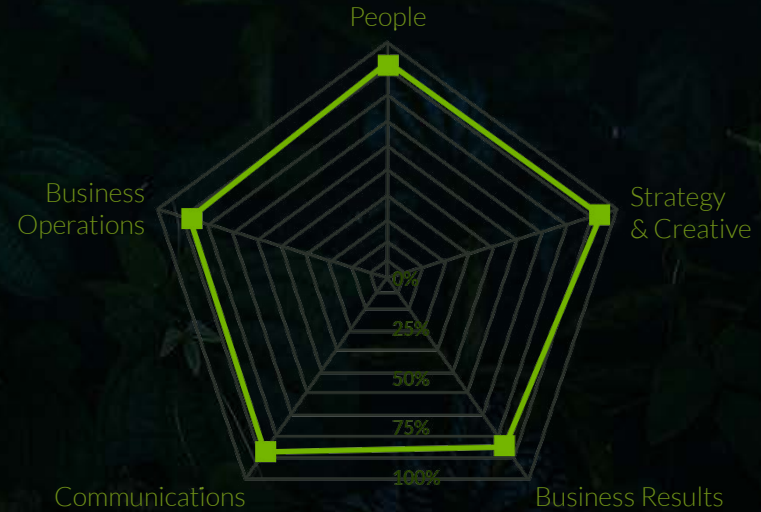 People
Business
Operations
Strategy
& Creative
0%
25%
50%
75%
100%
Communications
Business Results